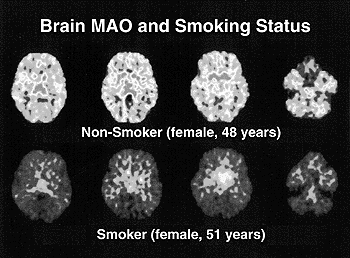 Brain MAO and Smoking Status
Non-Smoker (female, 48 years)
Smoker (female, 51 years)